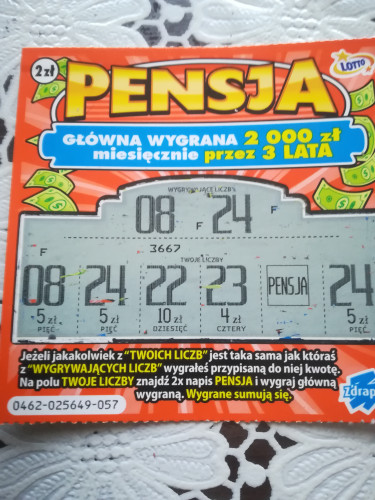 2 zł
PENSJA
LOTTO
GŁÓWNA WYGRANA 2 000 zł
miesięcznie przez 3 LATA
WYGRYWAJĄCE LICZBY
08 F 24 F
F 3667
TWOJE LICZBY
08 24 22 23 PENSJA 24
5 zł 5 zł 10 zł 4 zł 5 zł
PIĘĆ PIĘĆ DZIESIĘĆ CZTERY PIĘĆ
Jeżeli jakakolwiek z "TWOICH LICZB" jest taka sama jak któraś
z "WYGRYWAJĄCYCH LICZB" wygrałeś przypisaną do niej kwotę.
Na polu TWOJE LICZBY znajdź 2x napis PENSJA i wygraj główną
wygraną. Wygrane sumują się.
0462-025649-057
Zdrap